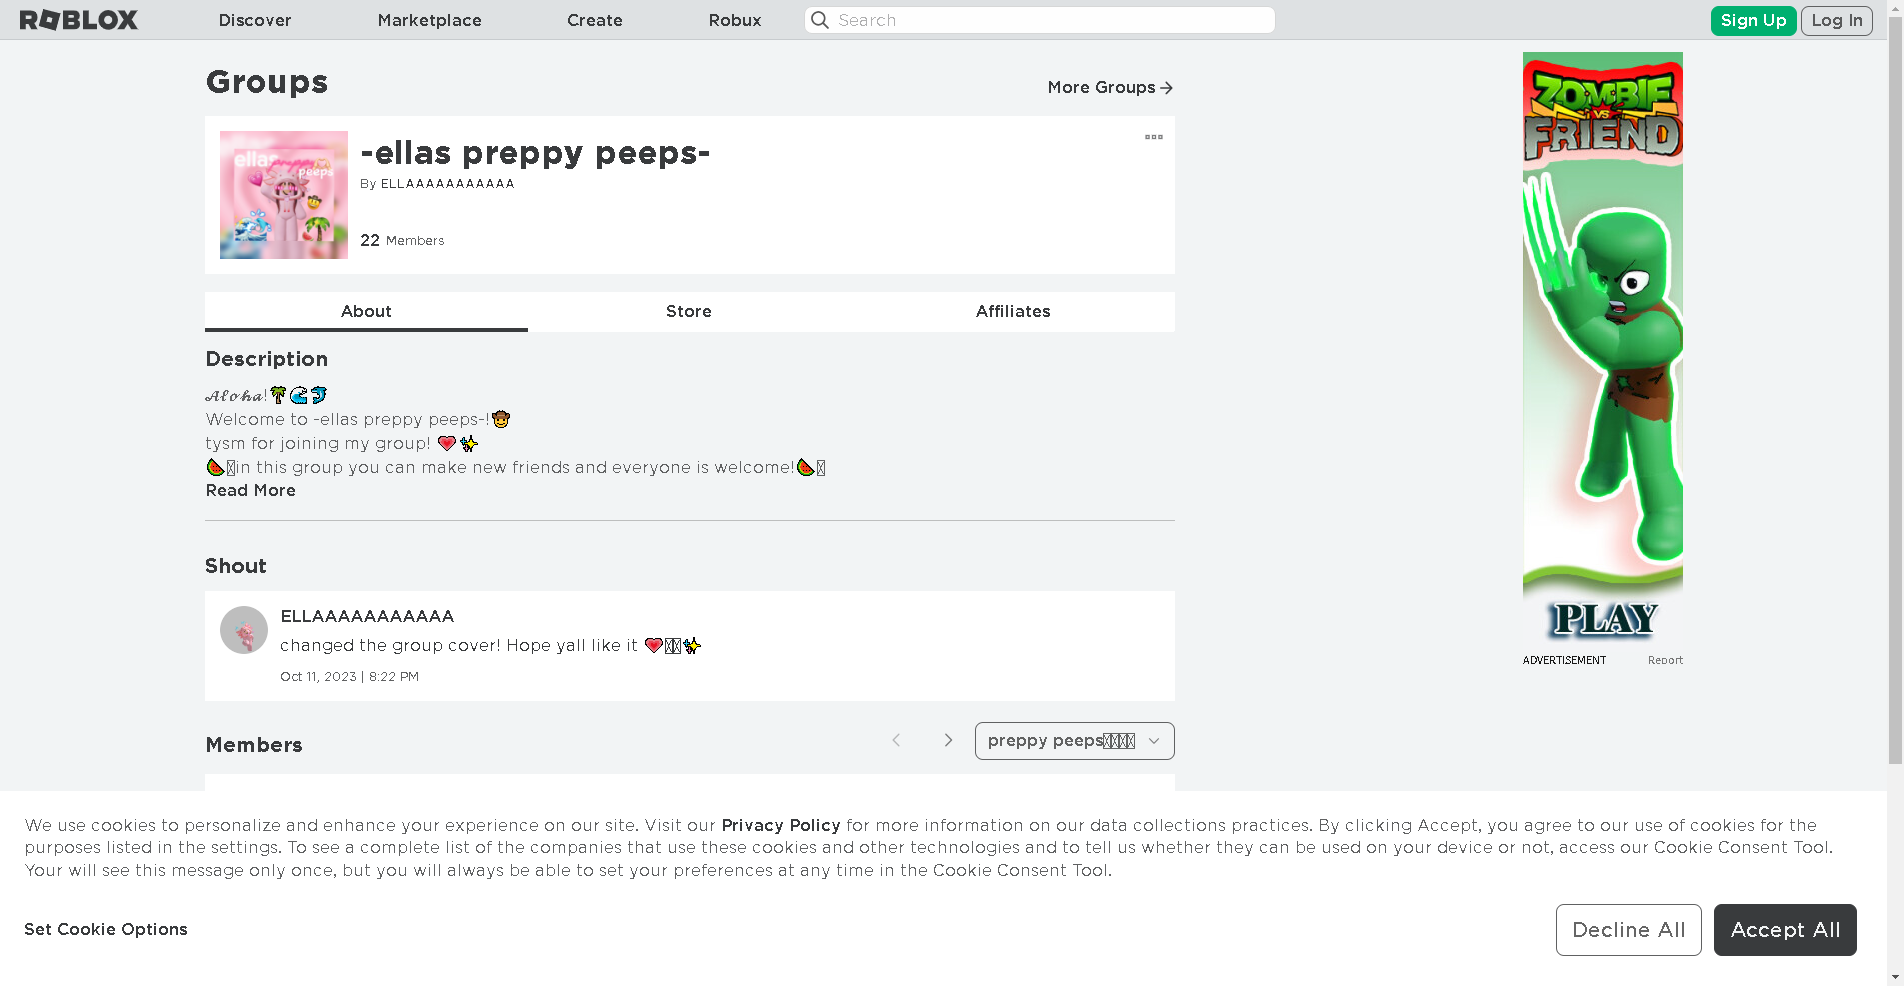 ROBLOX
Discover
Marketplace
Create
Robux
Search
Sign Up
Log In
Groups
More Groups
ellas preppy peeps
-ellas preppy peeps-
By ELLAAAAAAAAAAA
22 Members
About
Store
Affiliates
Description
𝓐𝓵𝓸𝓱𝓪!🌴🌊🐬
Welcome to -ellas preppy peeps-!🤠
tysm for joining my group! 💗✨
🍉in this group you can make new friends and everyone is welcome!🍉
Read More
Shout
ELLAAAAAAAAAAA
changed the group cover! Hope yall like it 💗✨
Oct 11, 2023 | 8:22 PM
Members
preppy peeps
ZOMBIE
VS
FRIEND
PLAY
ADVERTISEMENT
Report
We use cookies to personalize and enhance your experience on our site. Visit our Privacy Policy for more information on our data collections practices. By clicking Accept, you agree to our use of cookies for the
purposes listed in the settings. To see a complete list of the companies that use these cookies and other technologies and to tell us whether they can be used on your device or not, access our Cookie Consent Tool.
Your will see this message only once, but you will always be able to set your preferences at any time in the Cookie Consent Tool.
Set Cookie Options
Decline All
Accept All